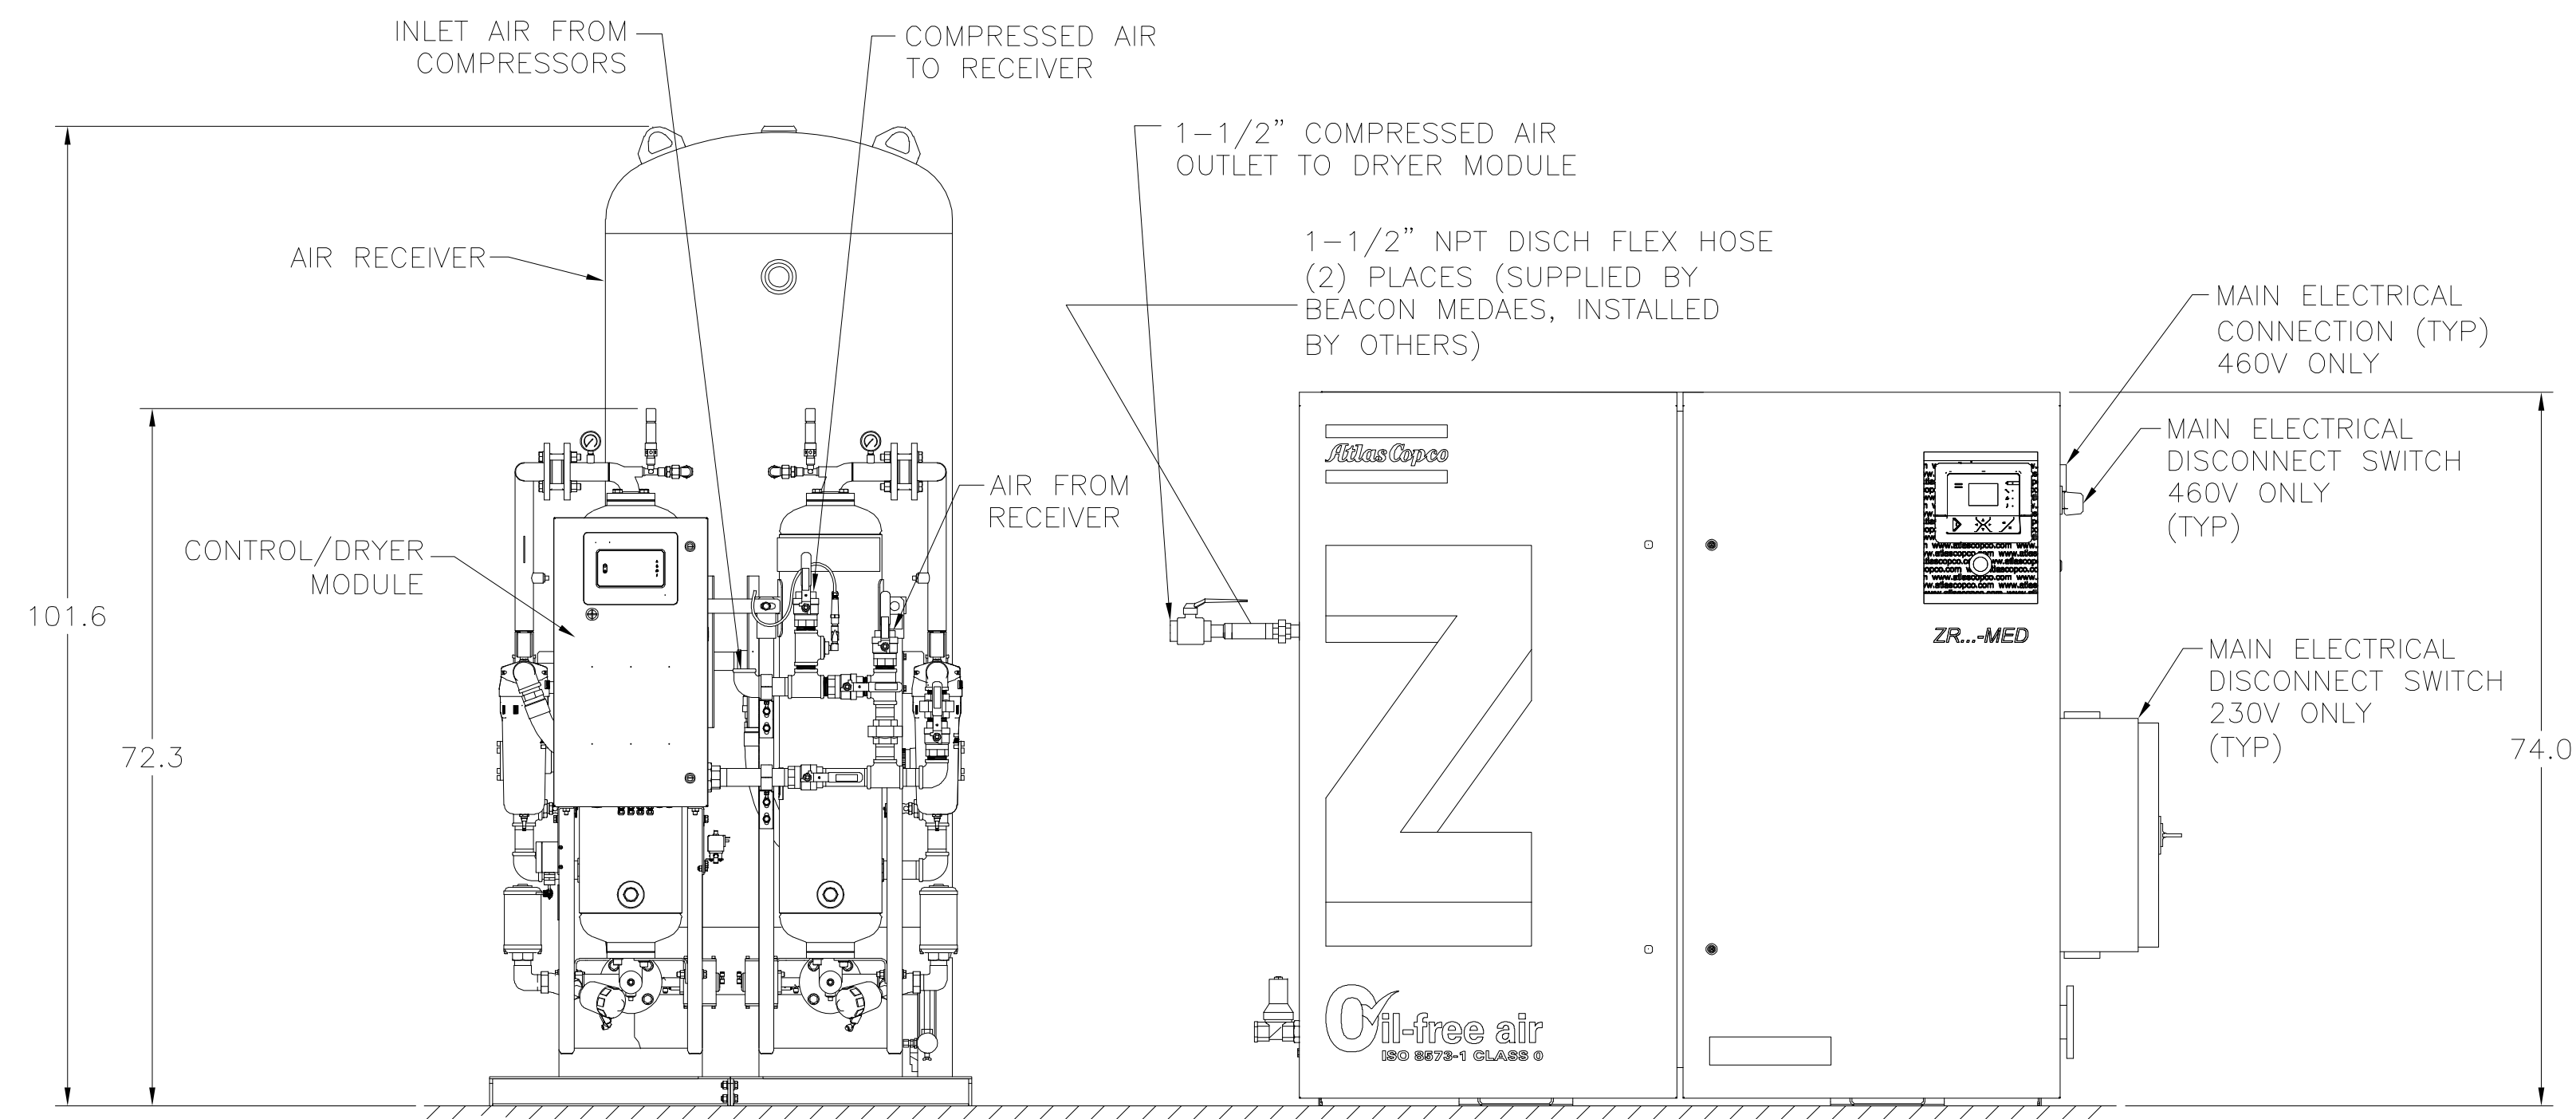 INLET AIR FROM
COMPRESSORS
COMPRESSED AIR
TO RECEIVER
1-1/2" COMPRESSED AIR
OUTLET TO DRYER MODULE
AIR RECEIVER
1-1/2" NPT DISCH FLEX HOSE
(2) PLACES (SUPPLIED BY
BEACON MEDAES, INSTALLED
BY OTHERS)
MAIN ELECTRICAL
CONNECTION (TYP)
460V ONLY
MAIN ELECTRICAL
DISCONNECT SWITCH
460V ONLY
(TYP)
Atlas Copco
AIR FROM
RECEIVER
CONTROL/DRYER
MODULE
www.atlascopco.com
101.6
ZR...-MED
MAIN ELECTRICAL
DISCONNECT SWITCH
230V ONLY
(TYP)
72.3
74.0
Z
Oil-free air
ISO 8573-1 CLASS 0